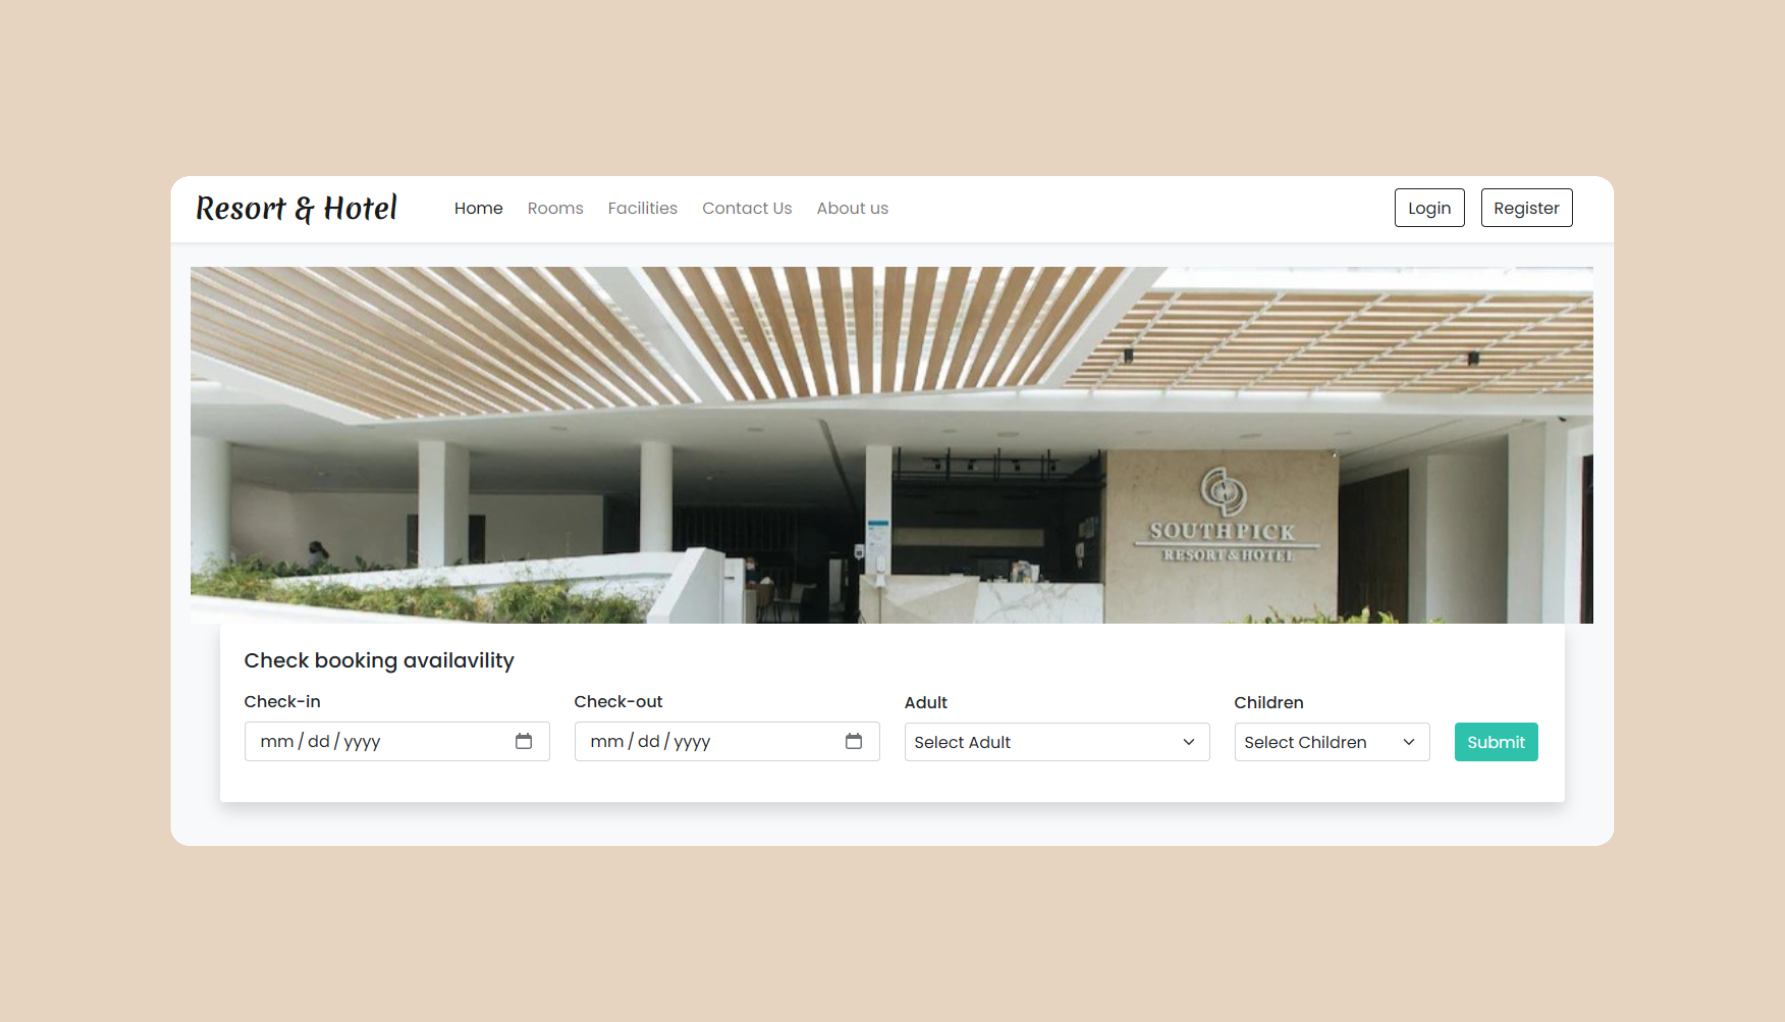 Resort & Hotel Home Rooms Facilities Contact Us About us Login Register
SOUTHPICK
RESORT & HOTEL
Check booking availavility
Check-in Check-out Adult Children
mm / dd / yyyy mm / dd / yyyy Select Adult Select Children Submit